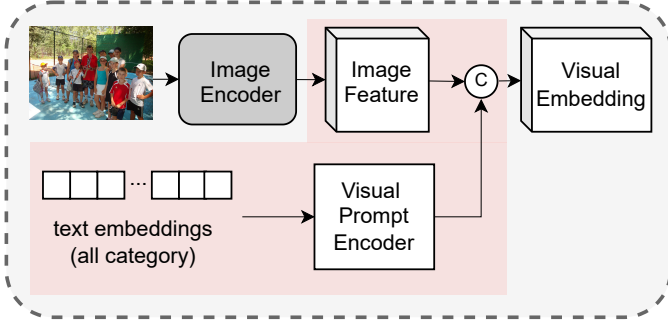 Image
Encoder
Image
Feature
C
Visual
Embedding
...
text embeddings
(all category)
Visual
Prompt
Encoder